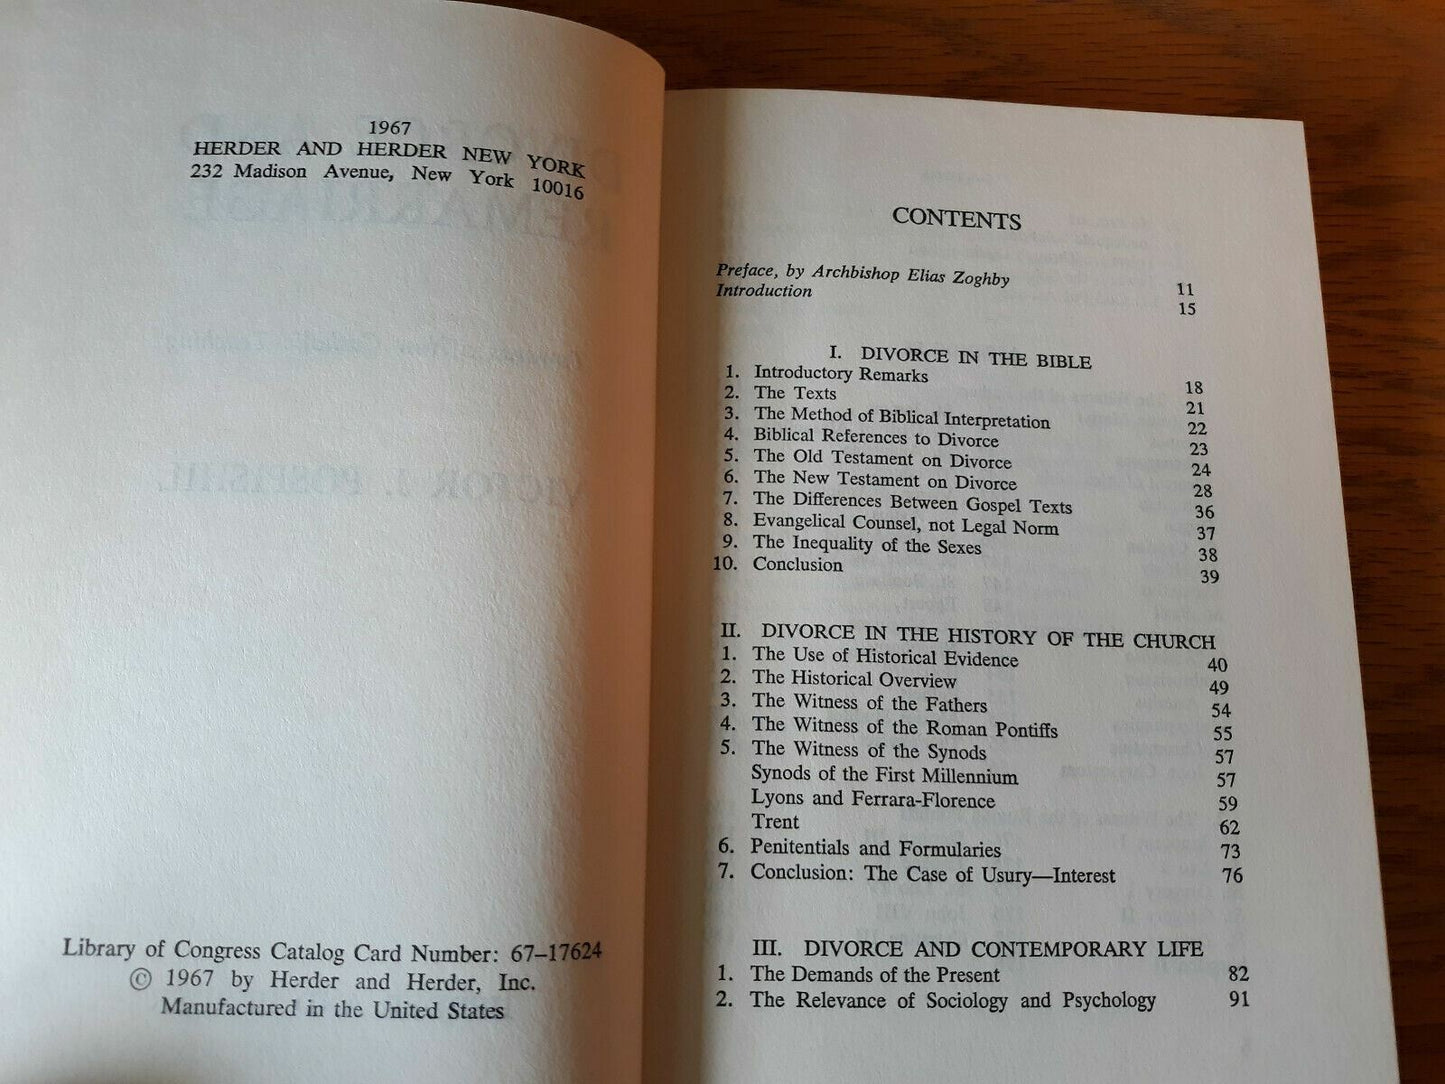 1967
HERDER AND HERDER NEW YORK
232 Madison Avenue, New York 10016
Library of Congress Catalog Card Number: 67–17624
© 1967 by Herder and Herder, Inc.
Manufactured in the United States
CONTENTS
Preface, by Archbishop Elias Zoghby 11
Introduction 15
I. DIVORCE IN THE BIBLE
1. Introductory Remarks 18
2. The Texts 21
3. The Method of Biblical Interpretation 22
4. Biblical References to Divorce 23
5. The Old Testament on Divorce 24
6. The New Testament on Divorce 28
7. The Differences Between Gospel Texts 36
8. Evangelical Counsel, not Legal Norm 37
9. The Inequality of the Sexes 38
10. Conclusion 39
II. DIVORCE IN THE HISTORY OF THE CHURCH
1. The Use of Historical Evidence 40
2. The Historical Overview 49
3. The Witness of the Fathers 54
4. The Witness of the Roman Pontiffs 55
5. The Witness of the Synods 57
Synods of the First Millennium 57
Lyons and Ferrara-Florence 59
Trent 62
6. Penitentials and Formularies 73
7. Conclusion: The Case of Usury—Interest 76
III. DIVORCE AND CONTEMPORARY LIFE
1. The Demands of the Present 82
2. The Relevance of Sociology and Psychology 91